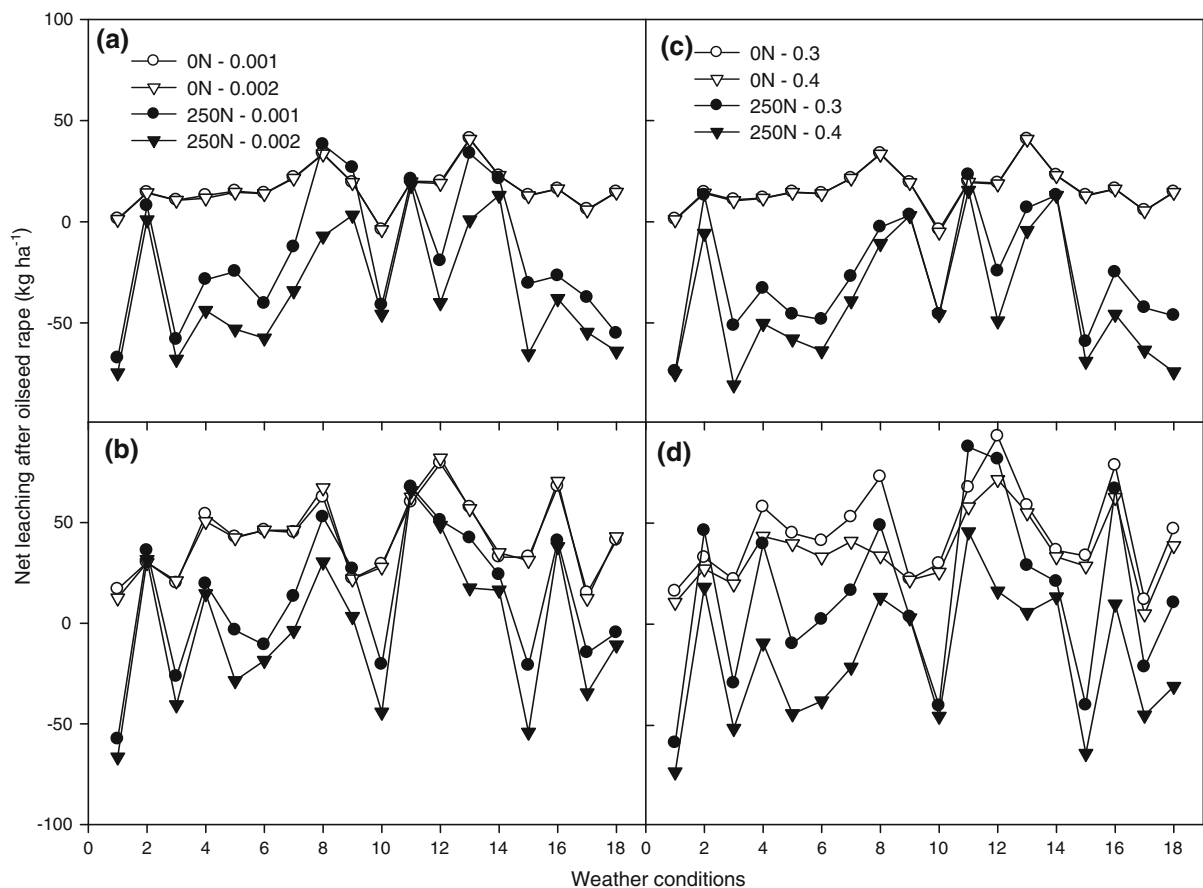 100
50
0
-50
(a)
0N - 0.001
0N - 0.002
250N - 0.001
250N - 0.002
(c)
0N - 0.3
0N - 0.4
250N - 0.3
250N - 0.4
Net leaching after oilseed rape (kg ha⁻¹)
(b)
(d)
50
0
-50
-100
0 2 4 6 8 10 12 14 16 18 0 2 4 6 8 10 12 14 16 18
Weather conditions